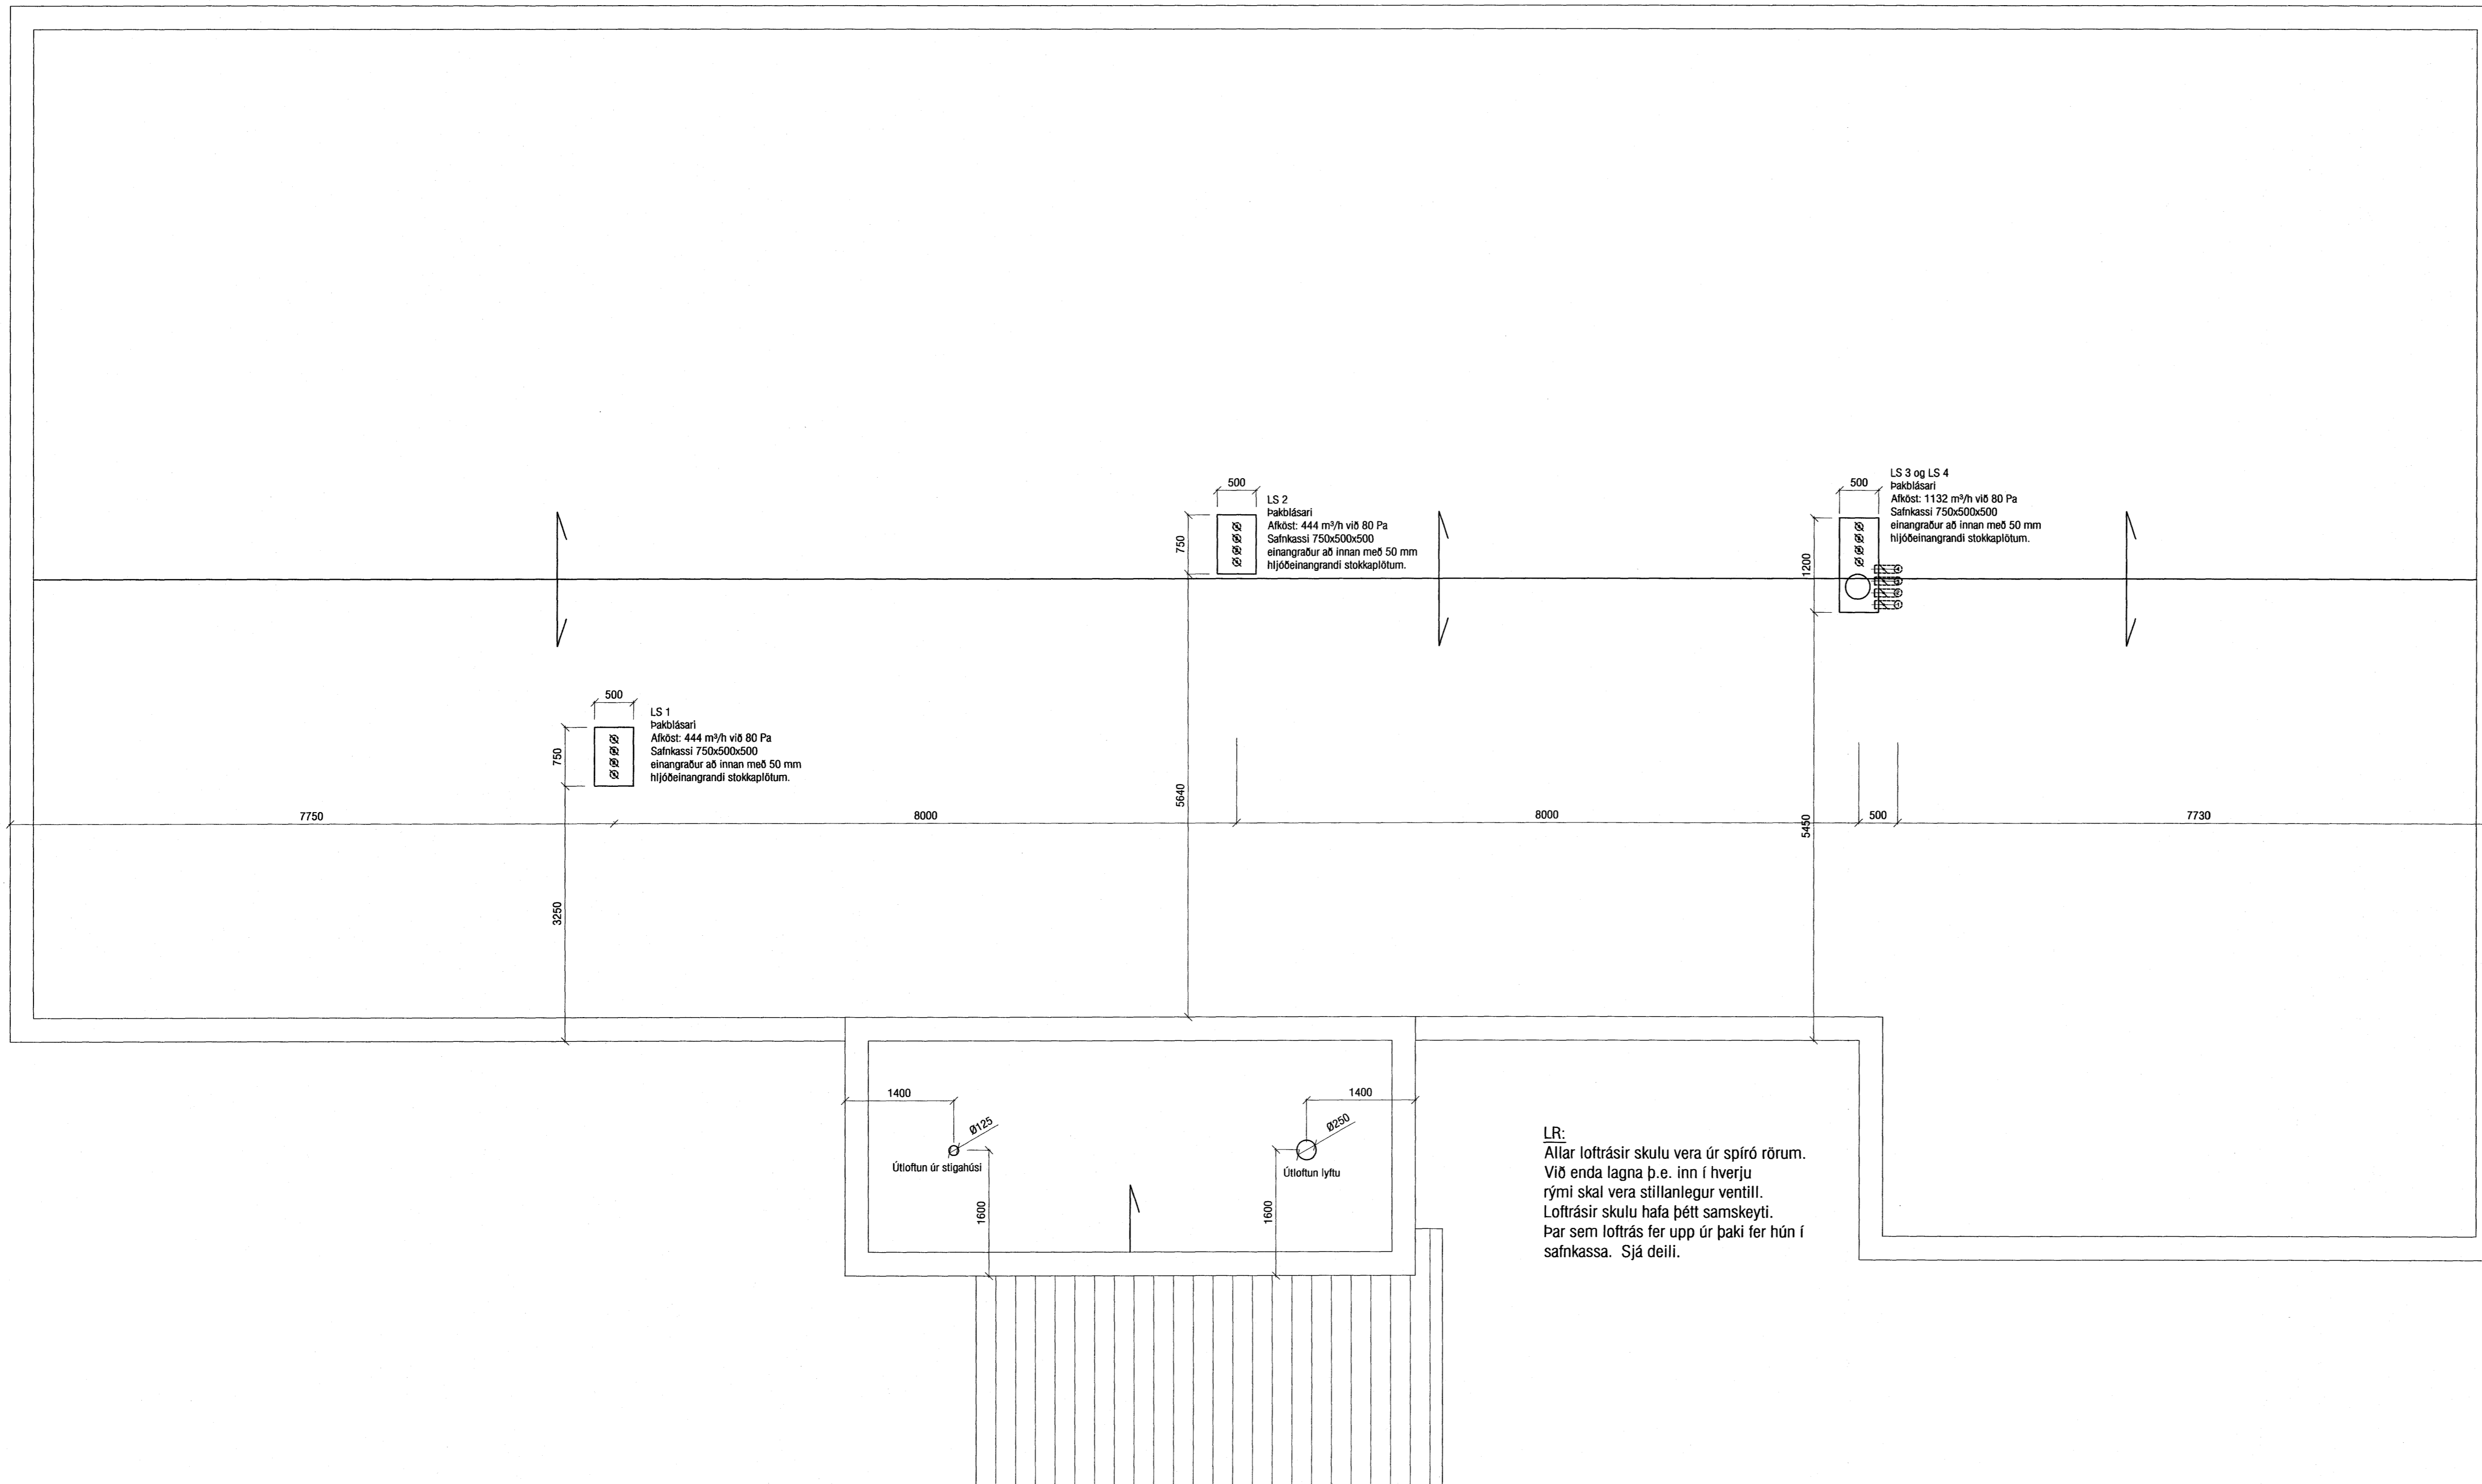 500
LS 3 og LS 4
Þakblásari
Afköst: 1132 m³/h við 80 Pa
Safnkassi 750x500x500
einangraður að innan með 50 mm
hljóðeinangrandi stokkaplötum.
1200
500
LS 2
Þakblásari
Afköst: 444 m³/h við 80 Pa
Safnkassi 750x500x500
einangraður að innan með 50 mm
hljóðeinangrandi stokkaplötum.
750
500
LS 1
Þakblásari
Afköst: 444 m³/h við 80 Pa
Safnkassi 750x500x500
einangraður að innan með 50 mm
hljóðeinangrandi stokkaplötum.
750
7750
8000
5640
8000
5450
500
7730
3250
1400
Ø125
Útloftun úr stigahúsi
1600
1400
Ø250
Útloftun lyftu
1600
LR:
Allar loftrásir skulu vera úr spíró rörum.
Við enda lagna þ.e. inn í hverju
rými skal vera stillanlegur ventill.
Loftrásir skulu hafa þétt samskeyti.
Þar sem loftrás fer upp úr þaki fer hún í
safnkassa. Sjá deili.